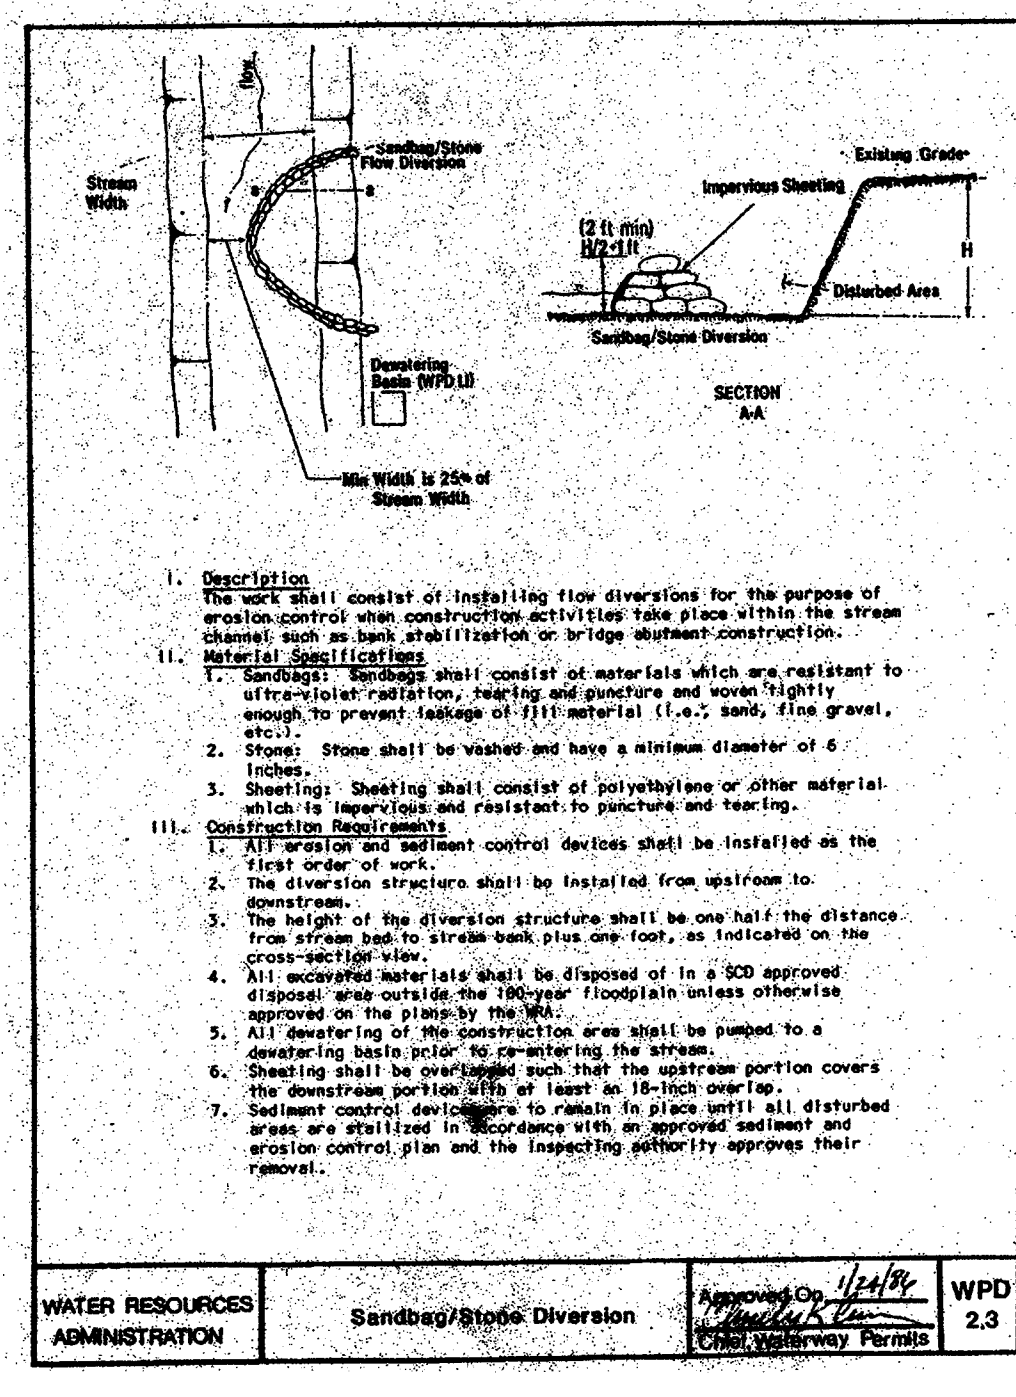 flow
Sandbag/Stone
Flow Diversion
Stream
Width
a
a
Dewatering
Basin (WPD 1.1)
Min Width is 25% of
Stream Width
Existing Grade
Impervious Sheeting
(2 ft min)
H/2+1 ft
H
Disturbed Area
Sandbag/Stone Diversion
SECTION
A-A
I. Description
The work shall consist of installing flow diversions for the purpose of
erosion control when construction activities take place within the stream
channel such as bank stabilization or bridge abutment construction.
II. Material Specifications
1. Sandbags: Sandbags shall consist of materials which are resistant to
ultra-violet radiation, tearing and puncture and woven tightly
enough to prevent leakage of fill material (i.e., sand, fine gravel,
etc.).
2. Stone: Stone shall be washed and have a minimum diameter of 6
inches.
3. Sheeting: Sheeting shall consist of polyethylene or other material
which is impervious and resistant to puncture and tearing.
III. Construction Requirements
1. All erosion and sediment control devices shall be installed as the
first order of work.
2. The diversion structure shall be installed from upstream to
downstream.
3. The height of the diversion structure shall be one half the distance
from stream bed to stream bank plus one foot, as indicated on the
cross-section view.
4. All excavated materials shall be disposed of in a SCD approved
disposal area outside the 100-year floodplain unless otherwise
approved on the plans by the WRA.
5. All dewatering of the construction area shall be pumped to a
dewatering basin prior to re-entering the stream.
6. Sheeting shall be overlapped such that the upstream portion covers
the downstream portion with at least an 18-inch overlap.
7. Sediment control devices are to remain in place until all disturbed
areas are stailized in accordance with an approved sediment and
erosion control plan and the inspecting authority approves their
removal.
WATER RESOURCES
ADMINISTRATION
Sandbag/Stone Diversion
Approved On 1/24/86
Chief, Waterway Permits
WPD
2.3